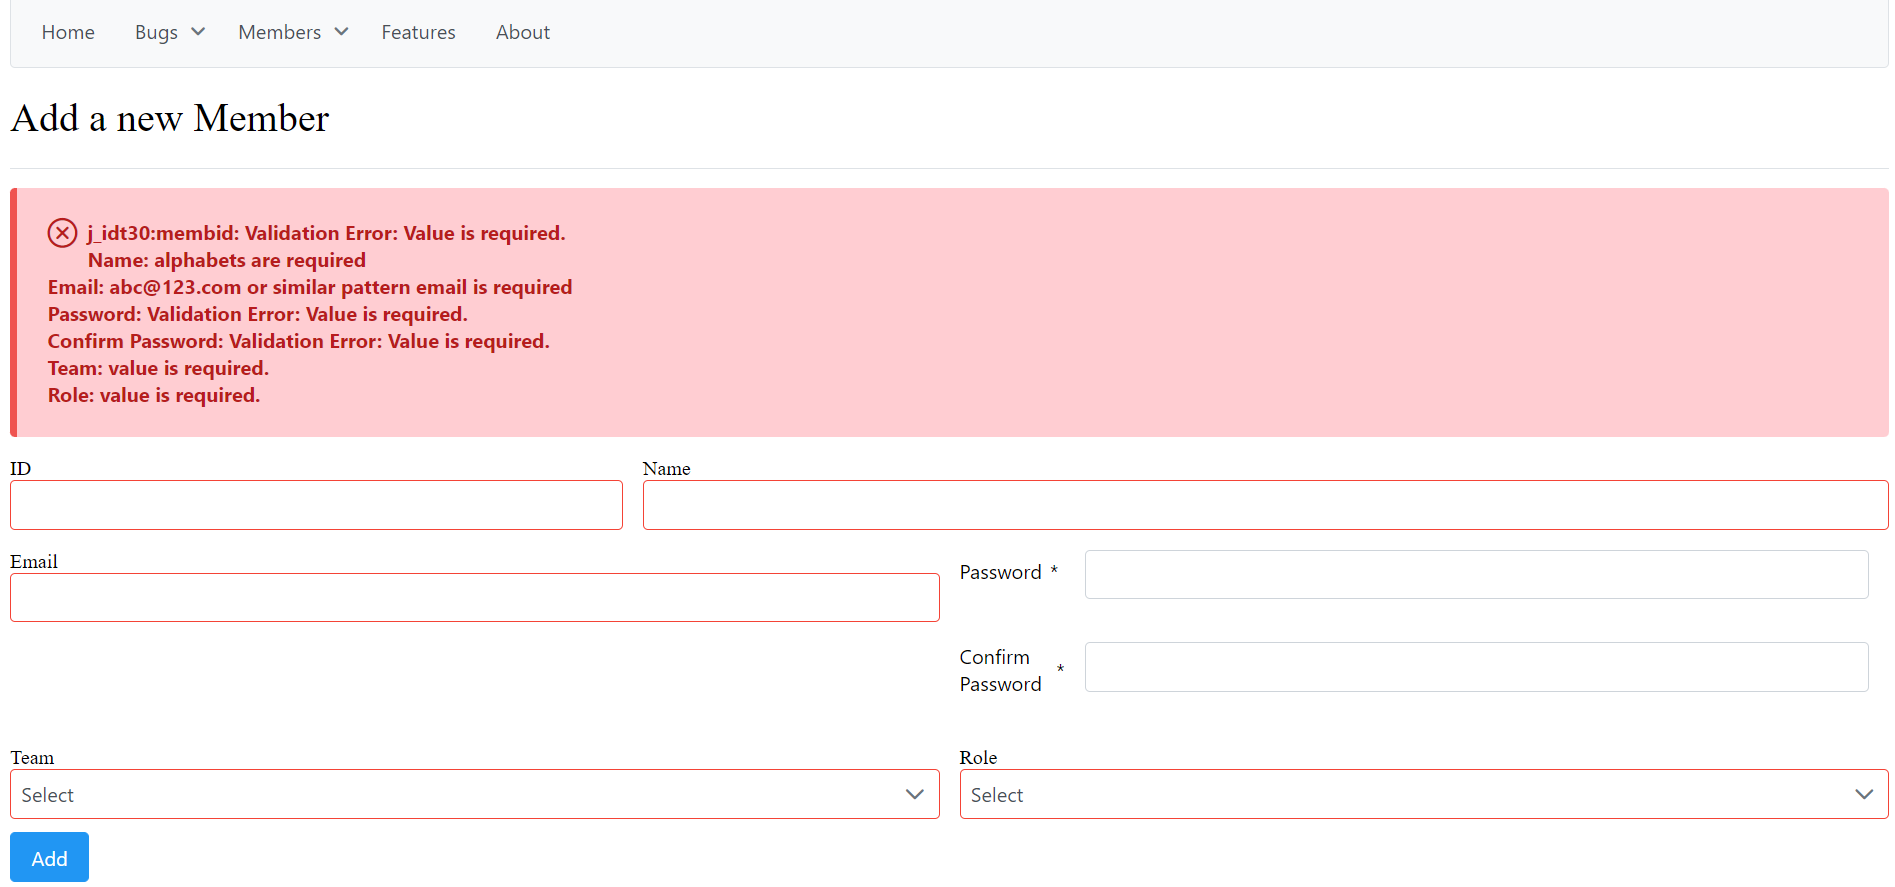 Home Bugs Members Features About
Add a new Member
j_idt30:membid: Validation Error: Value is required.
Name: alphabets are required
Email: abc@123.com or similar pattern email is required
Password: Validation Error: Value is required.
Confirm Password: Validation Error: Value is required.
Team: value is required.
Role: value is required.
ID Name
Email
Password *
Confirm
Password *
Team Role
Select Select
Add